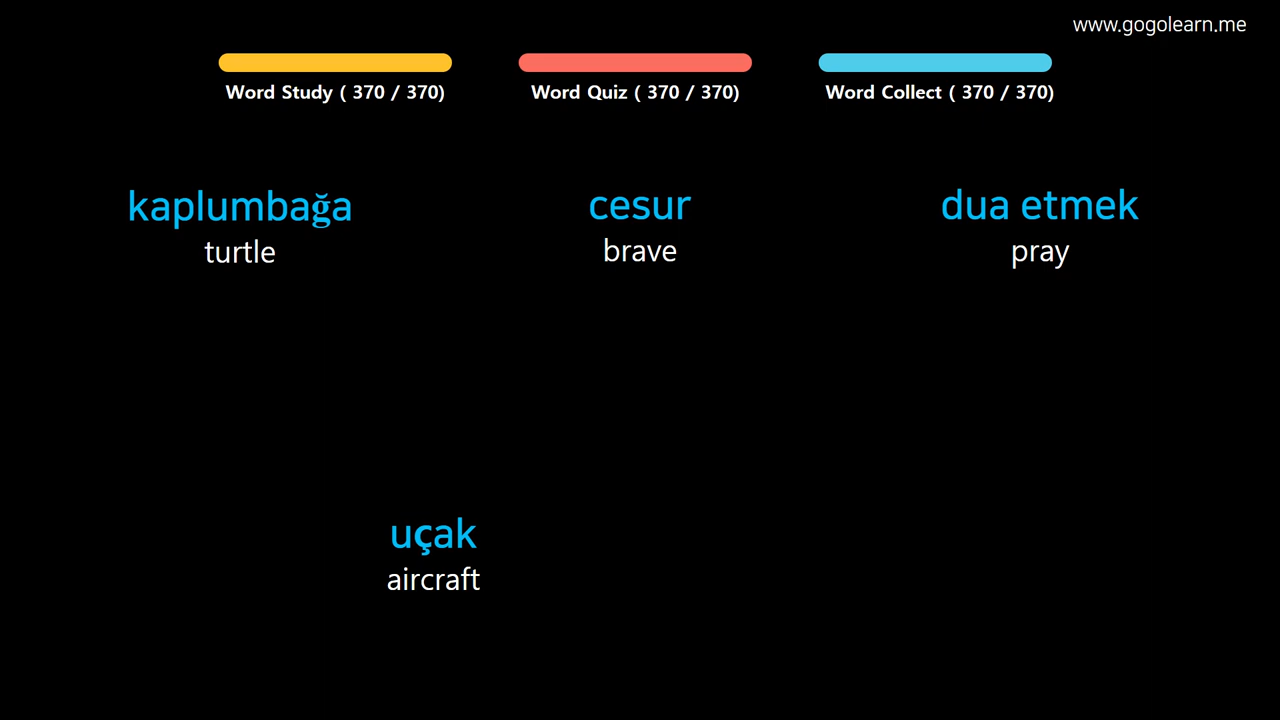 www.gogolearn.me
Word Study ( 370 / 370)
Word Quiz ( 370 / 370)
Word Collect ( 370 / 370)
kaplumbağa
turtle
cesur
brave
dua etmek
pray
uçak
aircraft